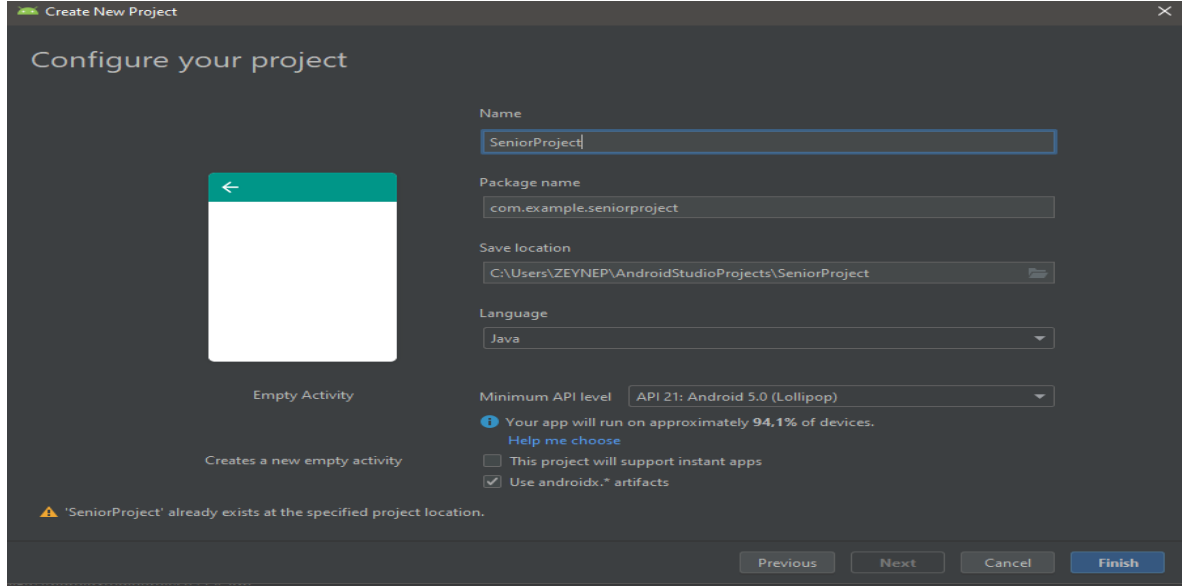 Create New Project
Configure your project
Name
SeniorProject
Package name
com.example.seniorproject
Save location
C:\Users\ZEYNEP\AndroidStudioProjects\SeniorProject
Language
Java
Empty Activity
Minimum API level API 21: Android 5.0 (Lollipop)
Your app will run on approximately 94,1% of devices.
Help me choose
Creates a new empty activity
This project will support instant apps
Use androidx.* artifacts
'SeniorProject' already exists at the specified project location.
Previous Next Cancel Finish